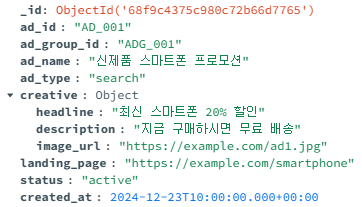 _id: ObjectId('68f9c4375c980c72b66d7765')
ad_id : "AD_001"
ad_group_id : "ADG_001"
ad_name : "신제품 스마트폰 프로모션"
ad_type : "search"
creative : Object
headline : "최신 스마트폰 20% 할인"
description : "지금 구매하시면 무료 배송"
image_url : "https://example.com/ad1.jpg"
landing_page : "https://example.com/smartphone"
status : "active"
created_at : 2024-12-23T10:00:00.000+00:00